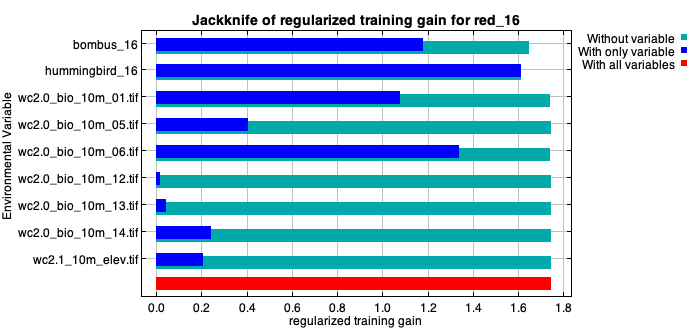 Jackknife of regularized training gain for red_16
Without variable
With only variable
With all variables
Environmental Variable
bombus_16
hummingbird_16
wc2.0_bio_10m_01.tif
wc2.0_bio_10m_05.tif
wc2.0_bio_10m_06.tif
wc2.0_bio_10m_12.tif
wc2.0_bio_10m_13.tif
wc2.0_bio_10m_14.tif
wc2.1_10m_elev.tif
0.0 0.2 0.4 0.6 0.8 1.0 1.2 1.4 1.6 1.8
regularized training gain